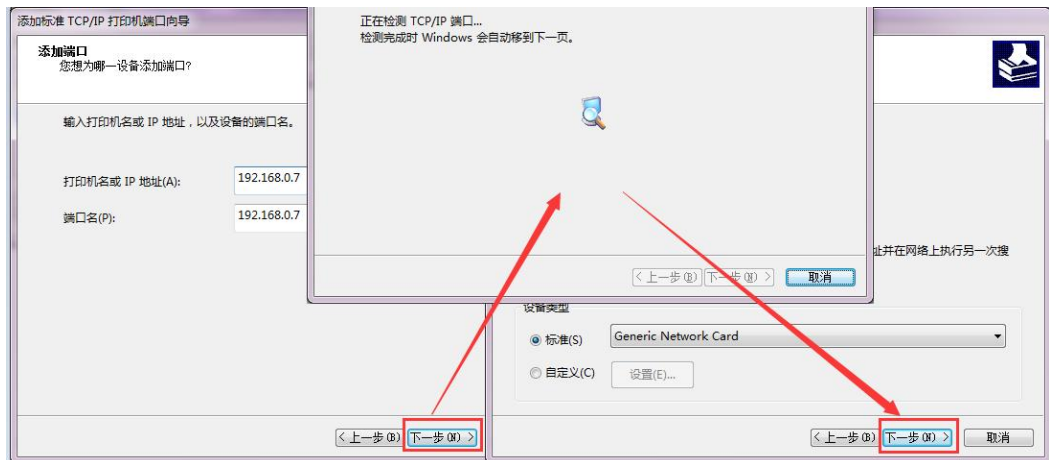 添加标准 TCP/IP 打印机端口向导
添加端口
您想为哪一设备添加端口?
输入打印机名或 IP 地址，以及设备的端口名。
打印机名或 IP 地址(A):
192.168.0.7
端口名(P):
192.168.0.7
<上一步(B)
下一步(N) >
正在检测 TCP/IP 端口...
检测完成时 Windows 会自动移到下一页。
<上一步(B)
下一步(N) >
取消
址并在网络上执行另一次搜
设备类型
标准(S)
Generic Network Card
自定义(C)
设置(E)...
<上一步(B)
下一步(N) >
取消